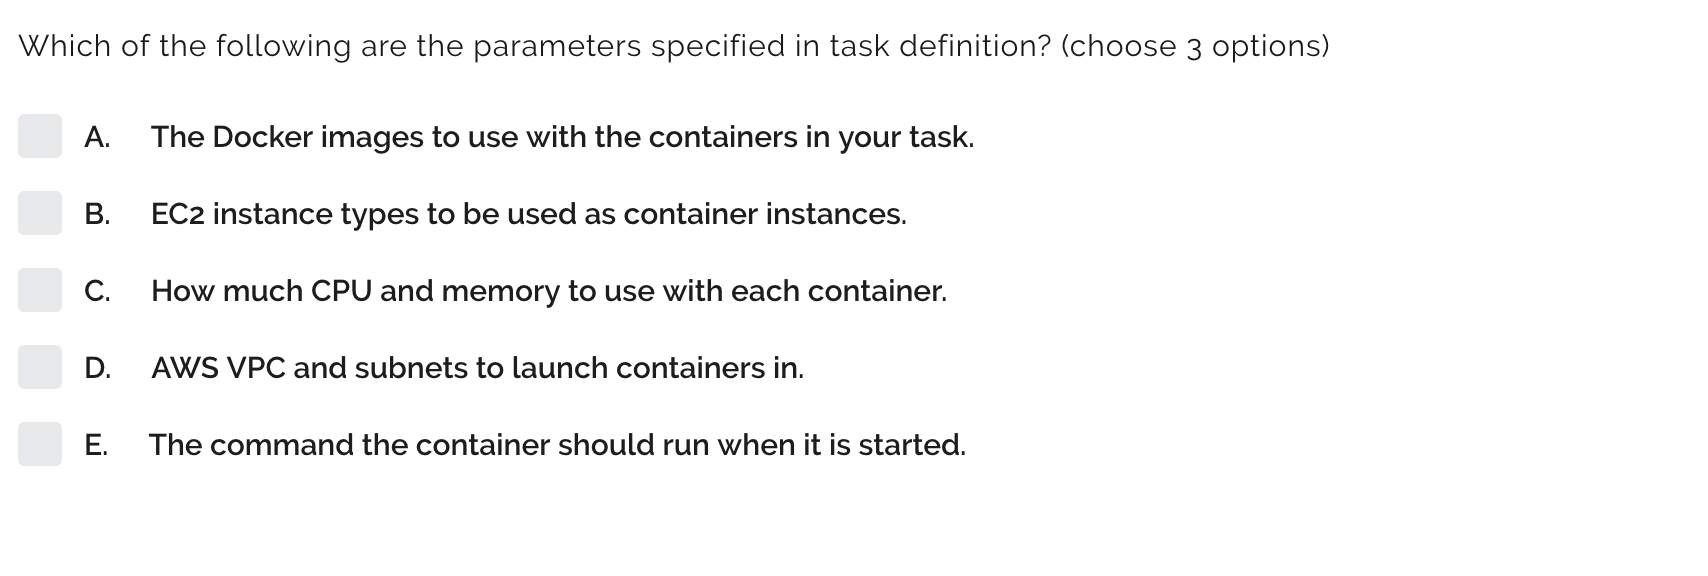 Which of the following are the parameters specified in task definition? (choose 3 options)
A. The Docker images to use with the containers in your task.
B. EC2 instance types to be used as container instances.
C. How much CPU and memory to use with each container.
D. AWS VPC and subnets to launch containers in.
E. The command the container should run when it is started.